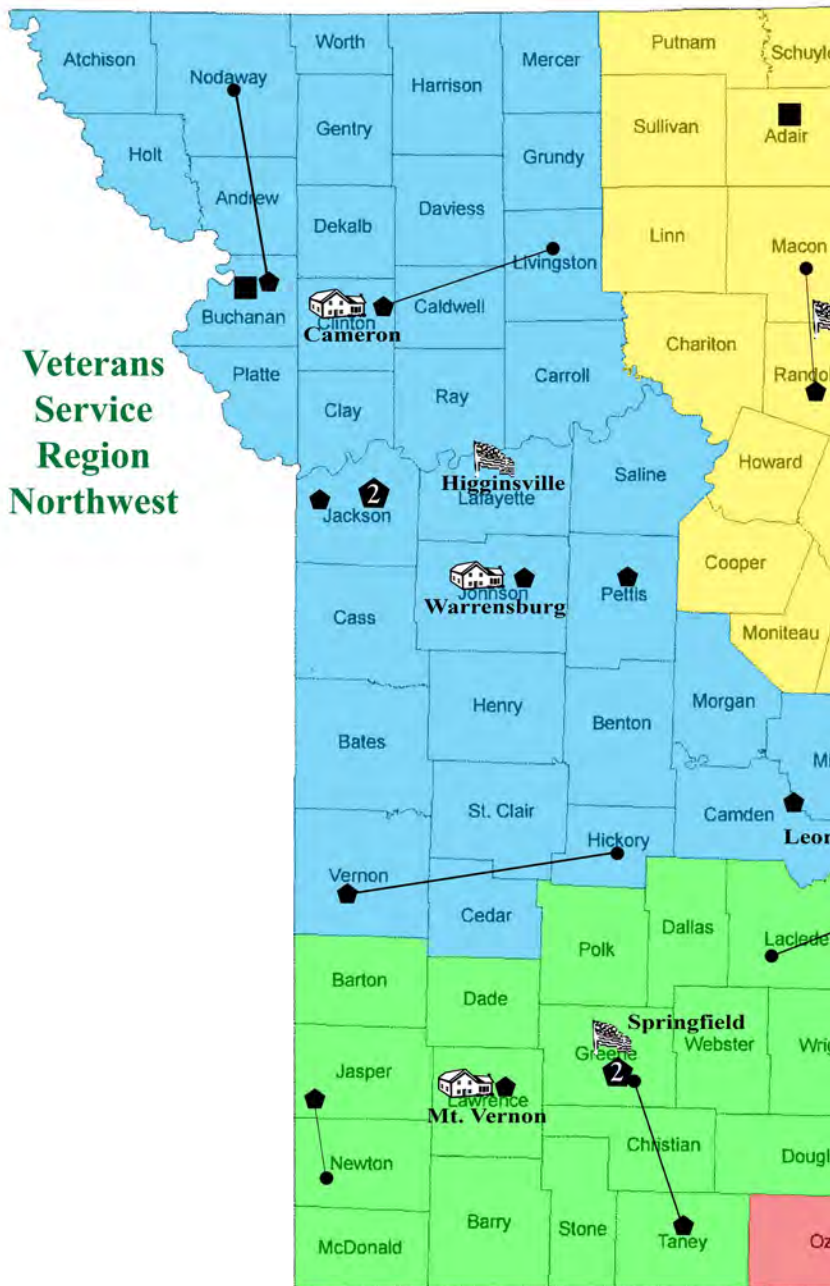 Worth
Mercer
Putnam
Schuyle
Atchison
Nodaway
Harrison
Gentry
Sullivan
Adair
Holt
Grundy
Andrew
Dekalb
Daviess
Linn
Macon
Livingston
Buchanan
Clinton
Caldwell
Cameron
Chariton
Veterans
Service
Region
Northwest
Platte
Carroll
Randol
Clay
Ray
Howard
Higginsville
Lafayette
Saline
2
Jackson
Cooper
Johnson
Pettis
Warrensburg
Cass
Moniteau
Morgan
Henry
Benton
Bates
Mi
St. Clair
Camden
Hickory
Leon
Vernon
Cedar
Dallas
Laclede
Polk
Barton
Dade
Springfield
Greene
Webster
Wrig
Jasper
2
Lawrence
Mt. Vernon
Christian
Newton
Dougl
Barry
Stone
Taney
McDonald
Oz